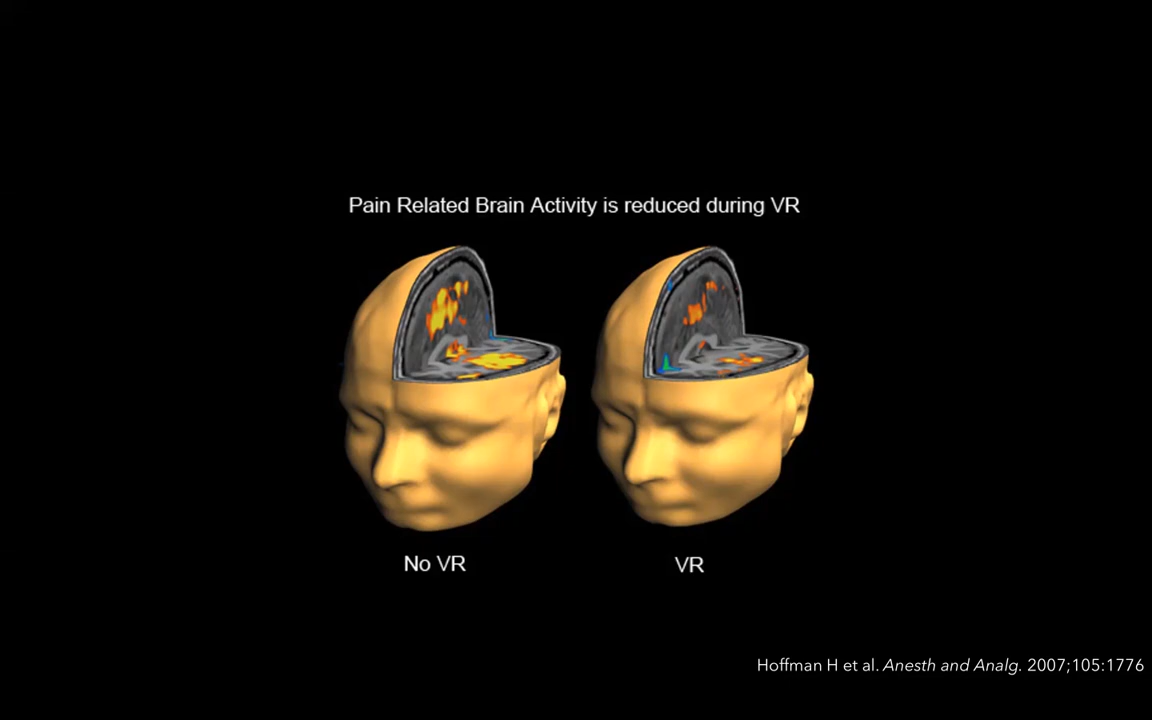 Pain Related Brain Activity is reduced during VR
No VR
VR
Hoffman H et al. Anesth and Analg. 2007;105:1776